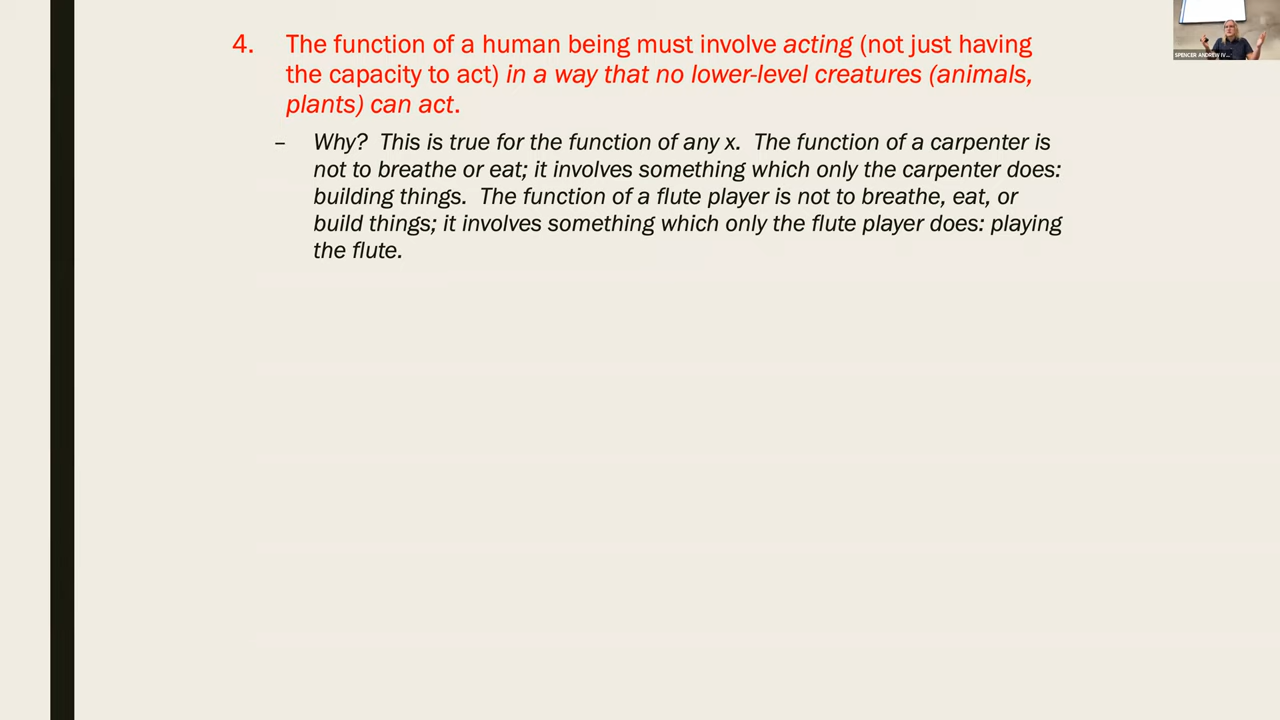 4. The function of a human being must involve acting (not just having
the capacity to act) in a way that no lower-level creatures (animals,
plants) can act.
– Why? This is true for the function of any x. The function of a carpenter is
not to breathe or eat; it involves something which only the carpenter does:
building things. The function of a flute player is not to breathe, eat, or
build things; it involves something which only the flute player does: playing
the flute.
SPENCER ANDREW IV...